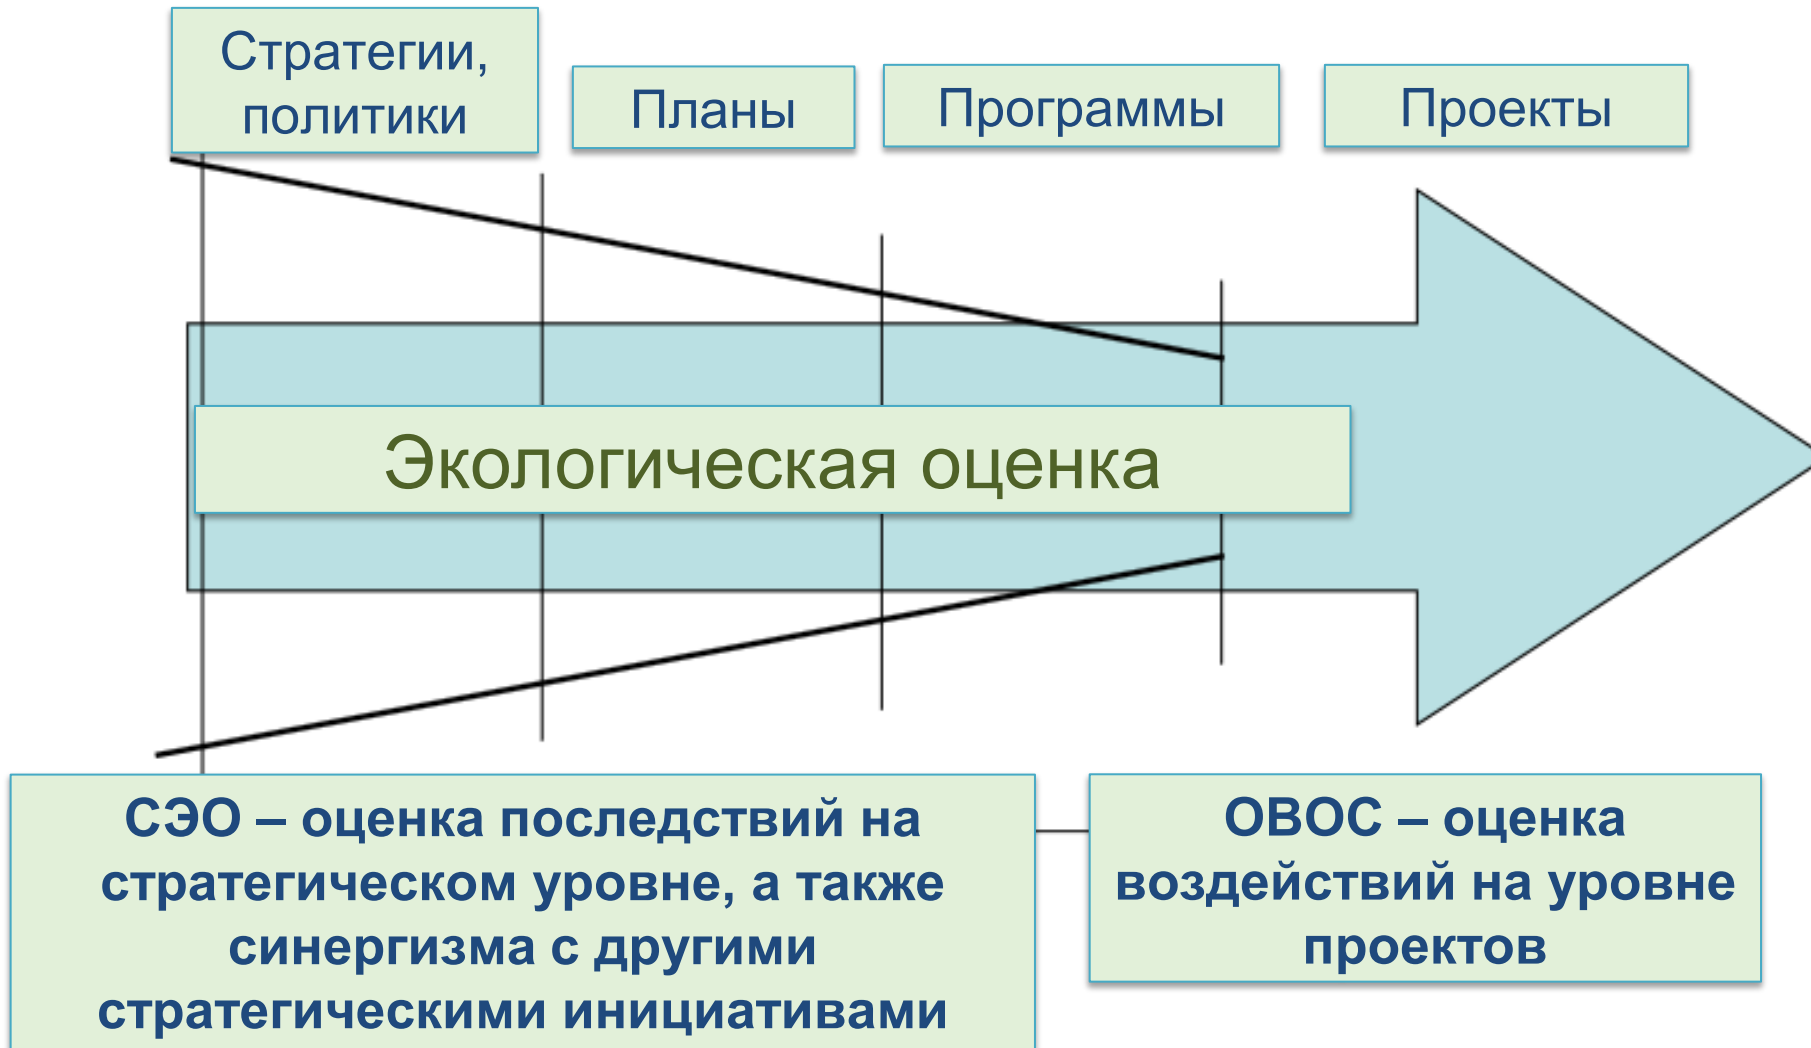 Стратегии,
политики
Планы
Программы
Проекты
Экологическая оценка
СЭО – оценка последствий на
стратегическом уровне, а также
синергизма с другими
стратегическими инициативами
ОВОС – оценка
воздействий на уровне
проектов